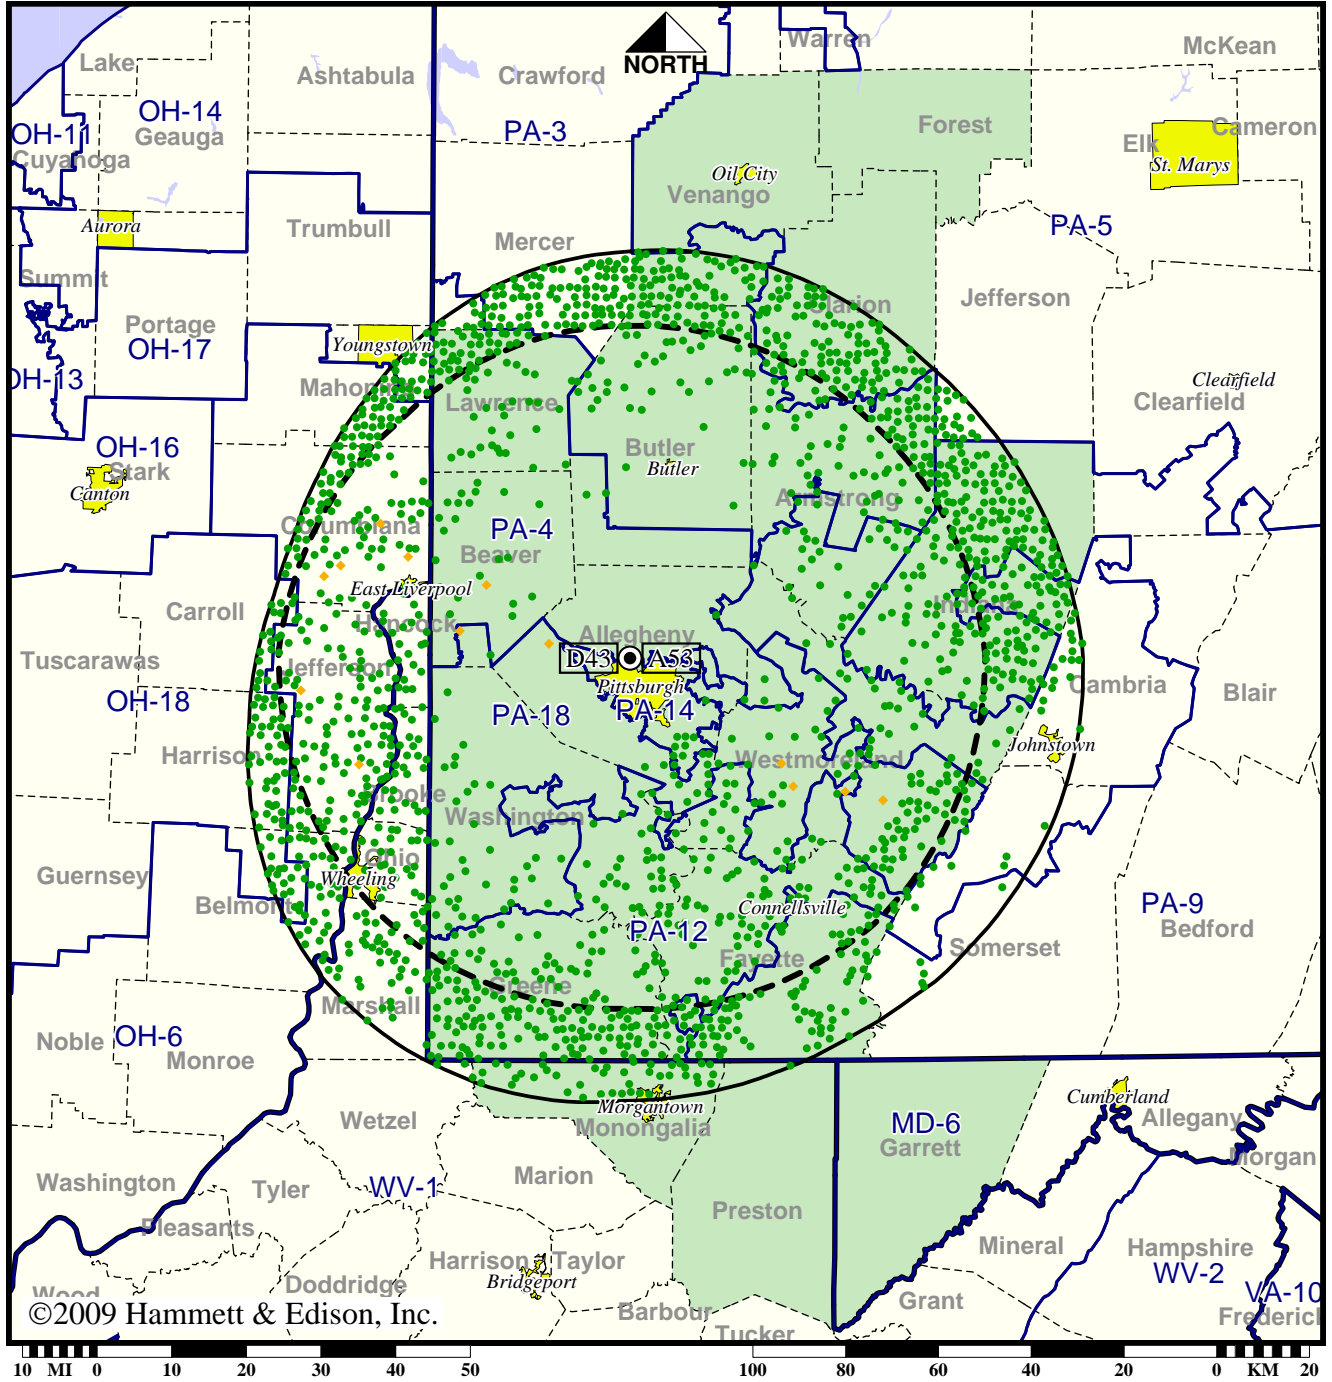 Lake
Ashtabula
Crawford
NORTH
Warren
McKean
OH-14
Geauga
OH-11
Cuyahoga
PA-3
Forest
Elk
Cameron
St. Marys
Oil City
Venango
Aurora
Trumbull
Mercer
PA-5
Summit
Portage
OH-17
Youngstown
Clarion
Jefferson
OH-13
Mahoning
Lawrence
Clearfield
Clearfield
OH-16
Stark
Canton
Butler
Butler
Armstrong
Columbiana
PA-4
Beaver
East Liverpool
Carroll
Hancock
Allegheny
Indiana
Tuscarawas
Jefferson
D43
A53
Pittsburgh
PA-14
Cambria
Blair
OH-18
PA-18
Harrison
Westmoreland
Johnstown
Brooke
Washington
Ohio
Wheeling
Guernsey
Belmont
Connellsville
PA-12
PA-9
Bedford
Fayette
Somerset
Greene
Marshall
Noble
OH-6
Monroe
Wetzel
Morgantown
Monongalia
MD-6
Garrett
Cumberland
Allegany
Morgan
Washington
Tyler
WV-1
Marion
Preston
Pleasants
Harrison
Taylor
Bridgeport
Mineral
Hampshire
WV-2
Doddridge
Wood
Barbour
Tucker
Grant
VA-10
Frederick
©2009 Hammett & Edison, Inc.
10 MI 0 10 20 30 40 50
100 80 60 40 20 0 KM 20